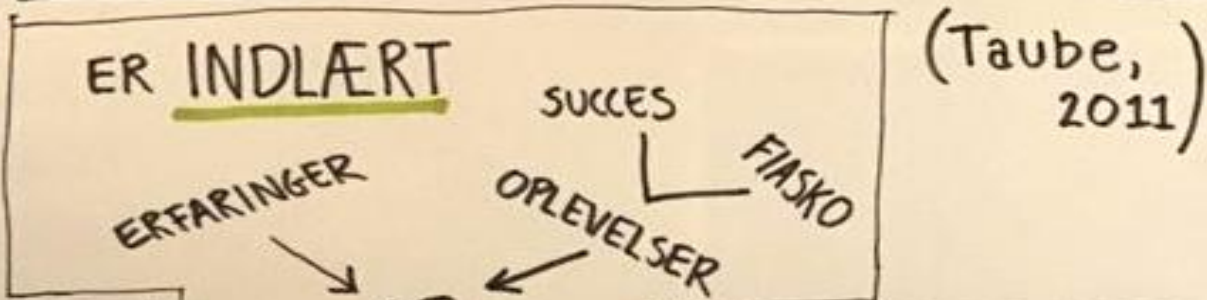 ER INDLÆRT
(Taube,
2011)
SUCCES
FIASKO
ERFARINGER
OPLEVELSER